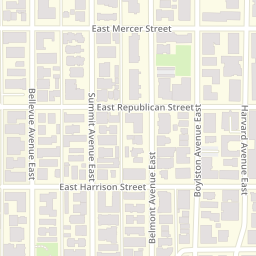 East Mercer Street
East Republican Street
East Harrison Street
Bellevue Avenue East
Summit Avenue East
Belmont Avenue East
Boylston Avenue East
Harvard Avenue East